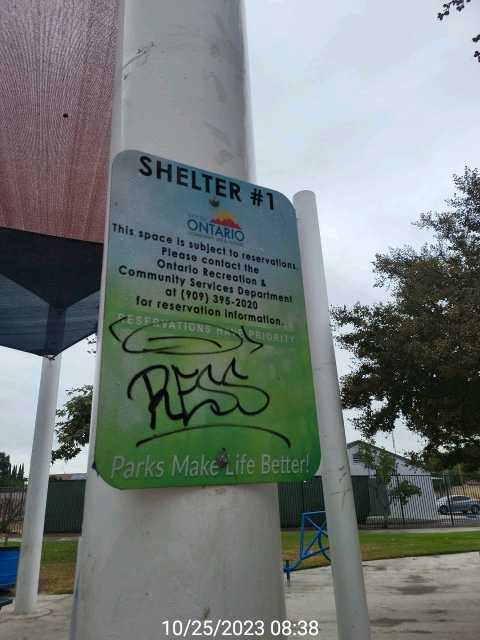 SHELTER #1
ONTARIO
This space is subject to reservations.
Please contact the
Ontario Recreation &
Community Services Department
at (909) 395-2020
for reservation information.
RESERVATIONS HAVE PRIORITY
RESS
Parks Make Life Better!
10/25/2023 08:38